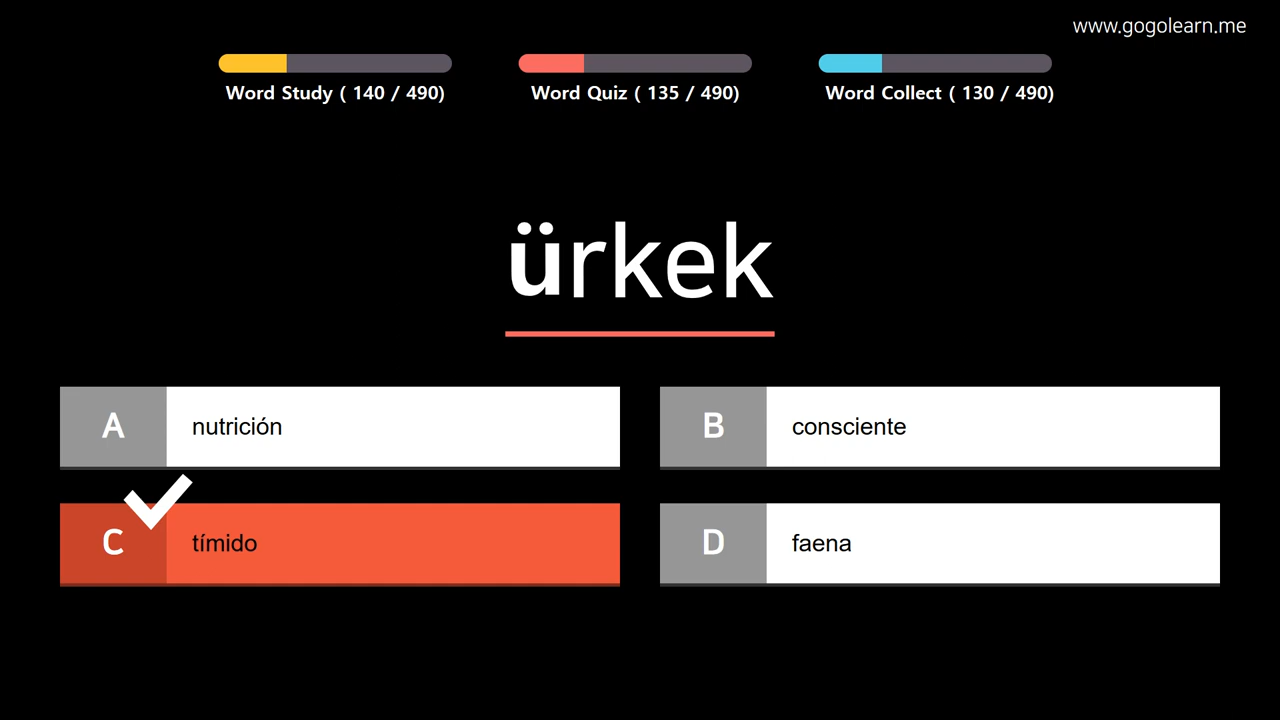 www.gogolearn.me
Word Study ( 140 / 490)
Word Quiz ( 135 / 490)
Word Collect ( 130 / 490)
ürkek
A nutrición
B consciente
C tímido
D faena